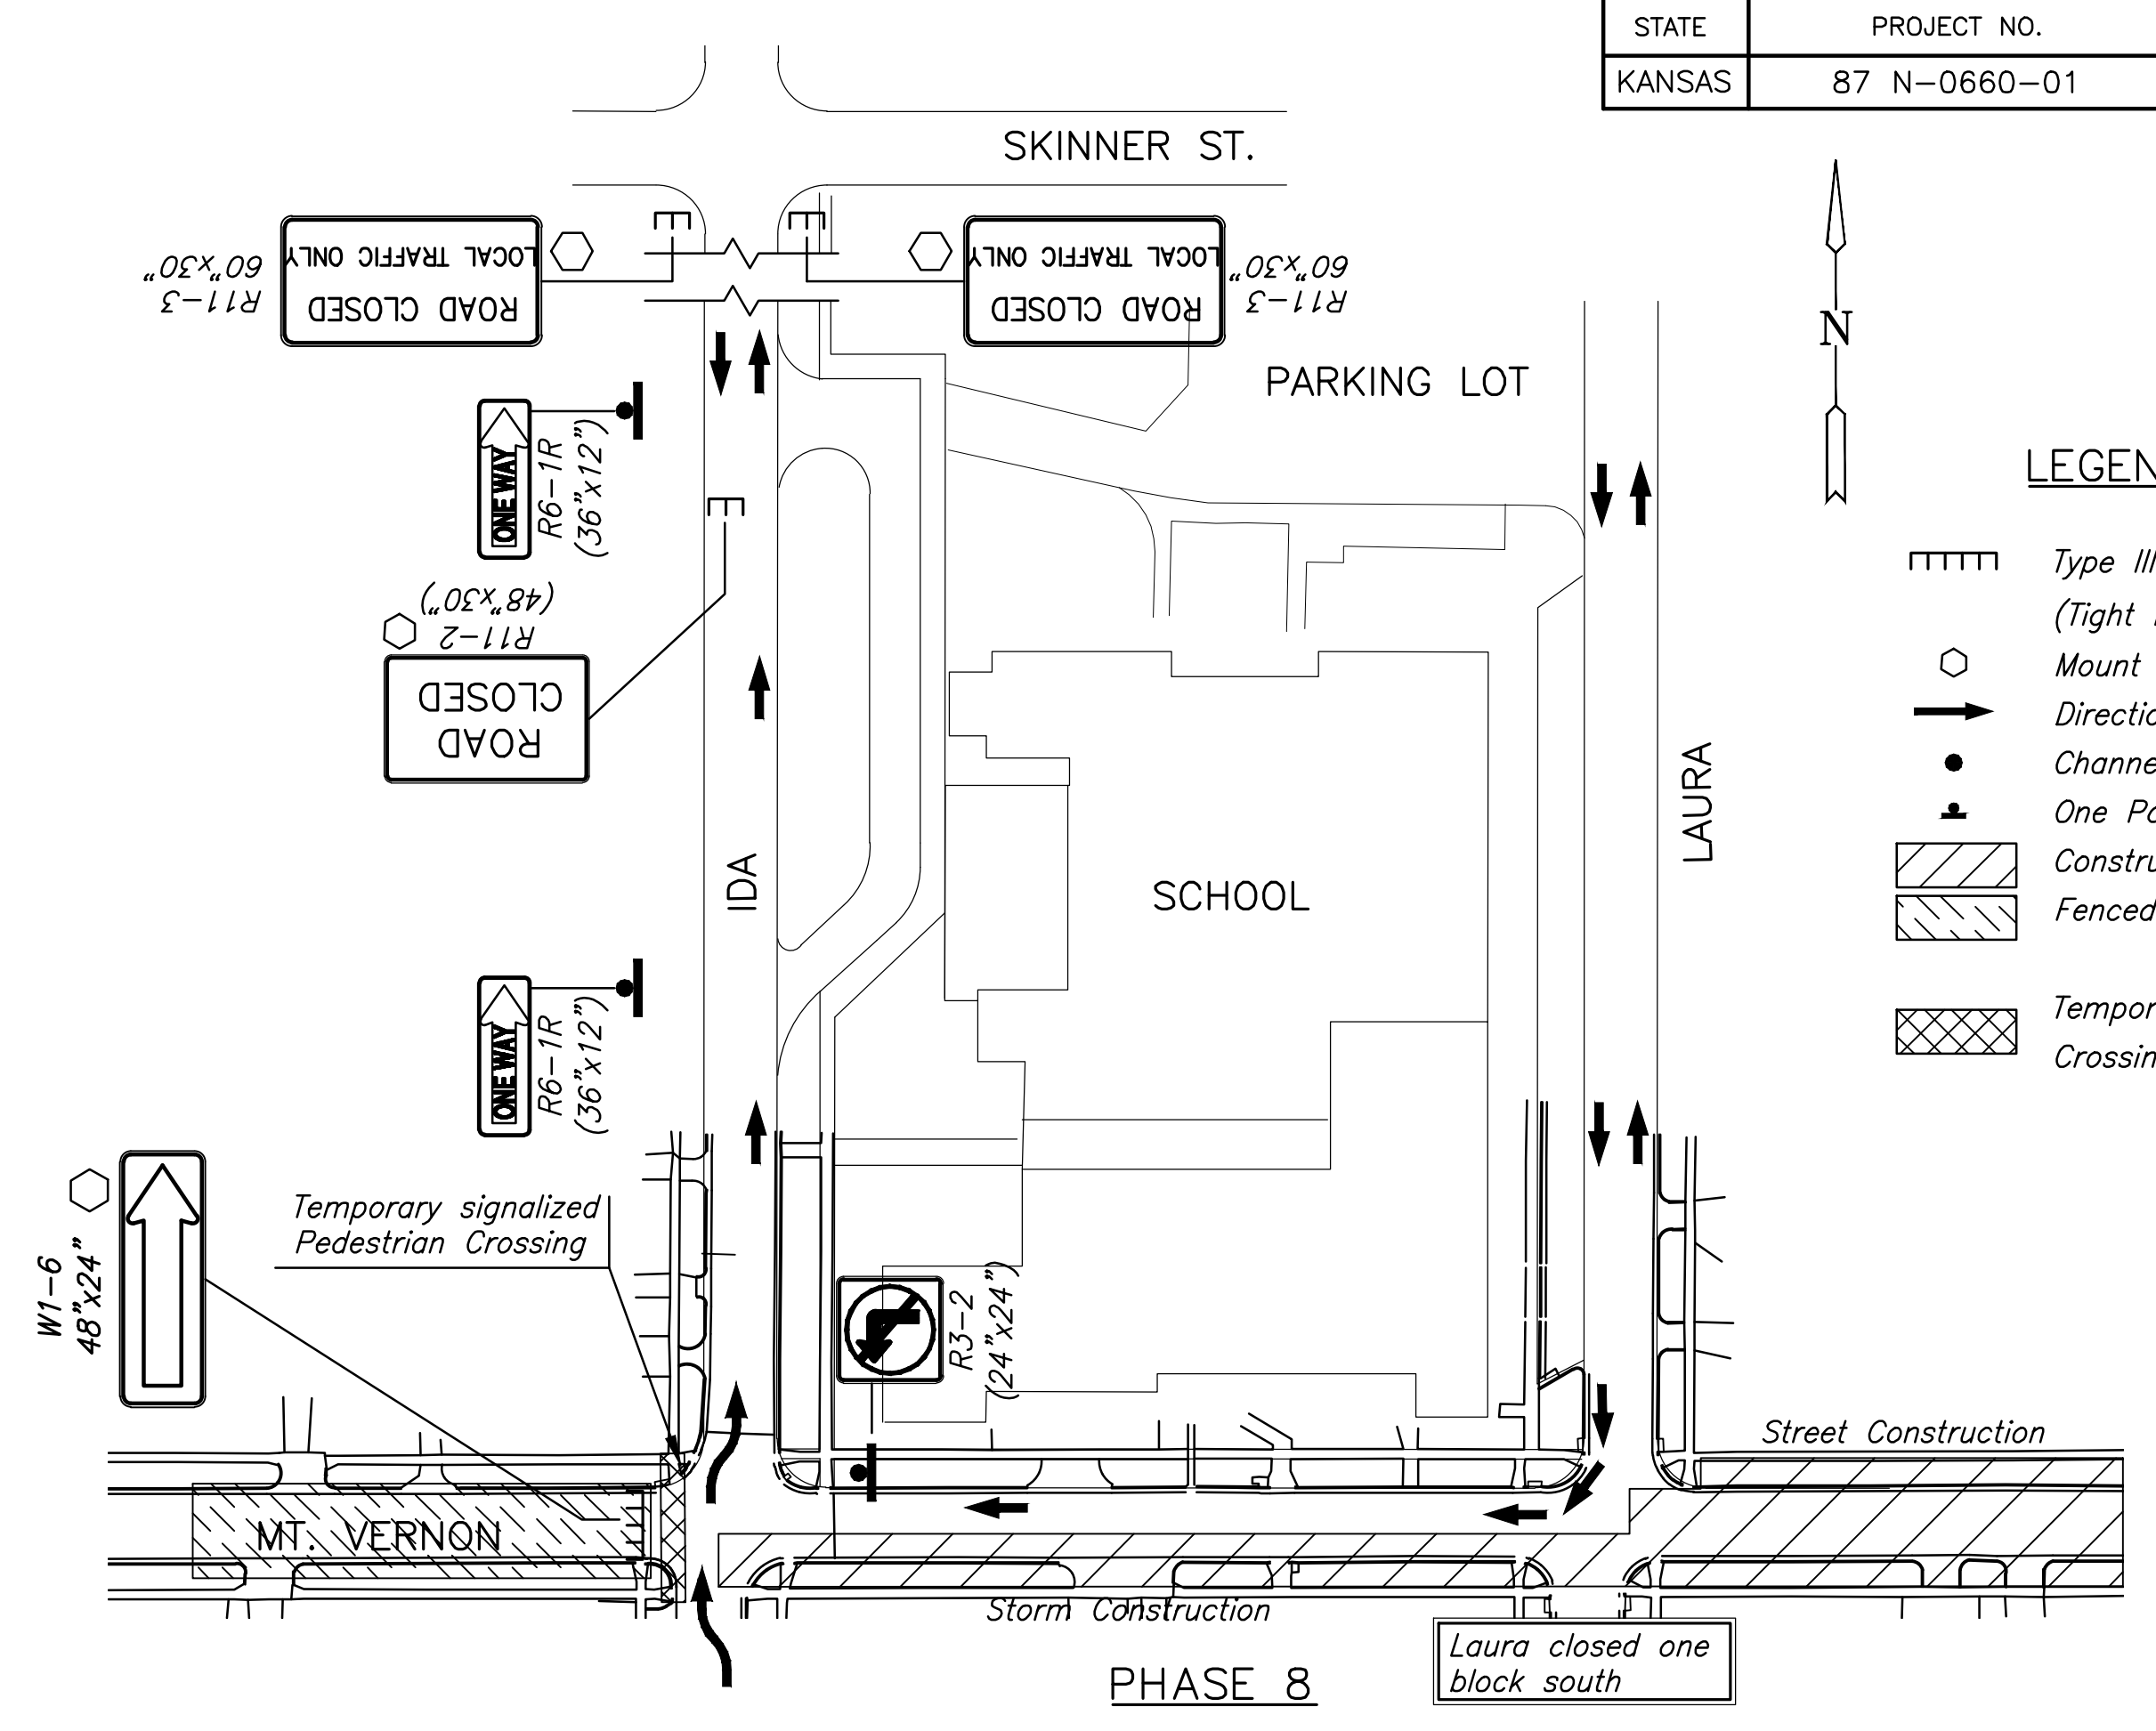 STATE
PROJECT NO.
KANSAS
87 N-0660-01
SKINNER ST.
ROAD CLOSED
LOCAL TRAFFIC ONLY
R11-3
60"x30"
ROAD CLOSED
LOCAL TRAFFIC ONLY
R11-3
60"x30"
N
PARKING LOT
ONE WAY
R6-1R
(36"x12")
R11-2
(48"x30")
ROAD
CLOSED
LEGEN
Type III
(Tight
Mount
Directio
Channe
One Po
Constru
Fenced
Tempor
Crossin
LAURA
IDA
SCHOOL
ONE WAY
R6-1R
(36"x12")
W1-6
48"x24"
Temporary signalized
Pedestrian Crossing
R3-2
(24"x24")
Street Construction
MT. VERNON
Storm Construction
Laura closed one
block south
PHASE 8